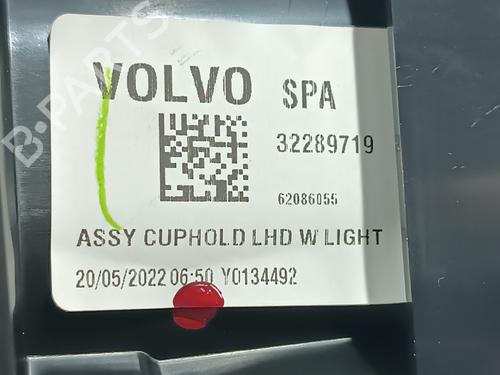 B-PARTS
VOLVO SPA
32289719
62086055
ASSY CUPHOLD LHD W LIGHT
20/05/2022 06:50 Y0134492